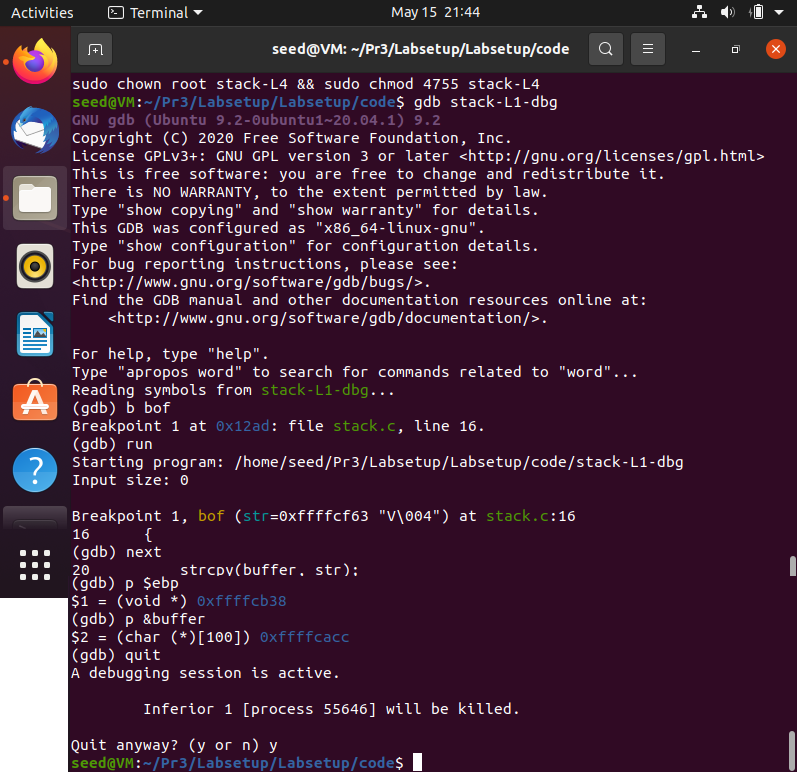 Activities Terminal May 15 21:44
seed@VM: ~/Pr3/Labsetup/Labsetup/code
sudo chown root stack-L4 && sudo chmod 4755 stack-L4
seed@VM:~/Pr3/Labsetup/Labsetup/code$ gdb stack-L1-dbg
GNU gdb (Ubuntu 9.2-0ubuntu1~20.04.1) 9.2
Copyright (C) 2020 Free Software Foundation, Inc.
License GPLv3+: GNU GPL version 3 or later <http://gnu.org/licenses/gpl.html>
This is free software: you are free to change and redistribute it.
There is NO WARRANTY, to the extent permitted by law.
Type "show copying" and "show warranty" for details.
This GDB was configured as "x86_64-linux-gnu".
Type "show configuration" for configuration details.
For bug reporting instructions, please see:
<http://www.gnu.org/software/gdb/bugs/>.
Find the GDB manual and other documentation resources online at:
    <http://www.gnu.org/software/gdb/documentation/>.
For help, type "help".
Type "apropos word" to search for commands related to "word"...
Reading symbols from stack-L1-dbg...
(gdb) b bof
Breakpoint 1 at 0x12ad: file stack.c, line 16.
(gdb) run
Starting program: /home/seed/Pr3/Labsetup/Labsetup/code/stack-L1-dbg
Input size: 0
Breakpoint 1, bof (str=0xffffcf63 "V\004") at stack.c:16
16      {
(gdb) next
20          strcpy(buffer, str);
(gdb) p $ebp
$1 = (void *) 0xffffcb38
(gdb) p &buffer
$2 = (char (*)[100]) 0xffffcacc
(gdb) quit
A debugging session is active.
        Inferior 1 [process 55646] will be killed.
Quit anyway? (y or n) y
seed@VM:~/Pr3/Labsetup/Labsetup/code$